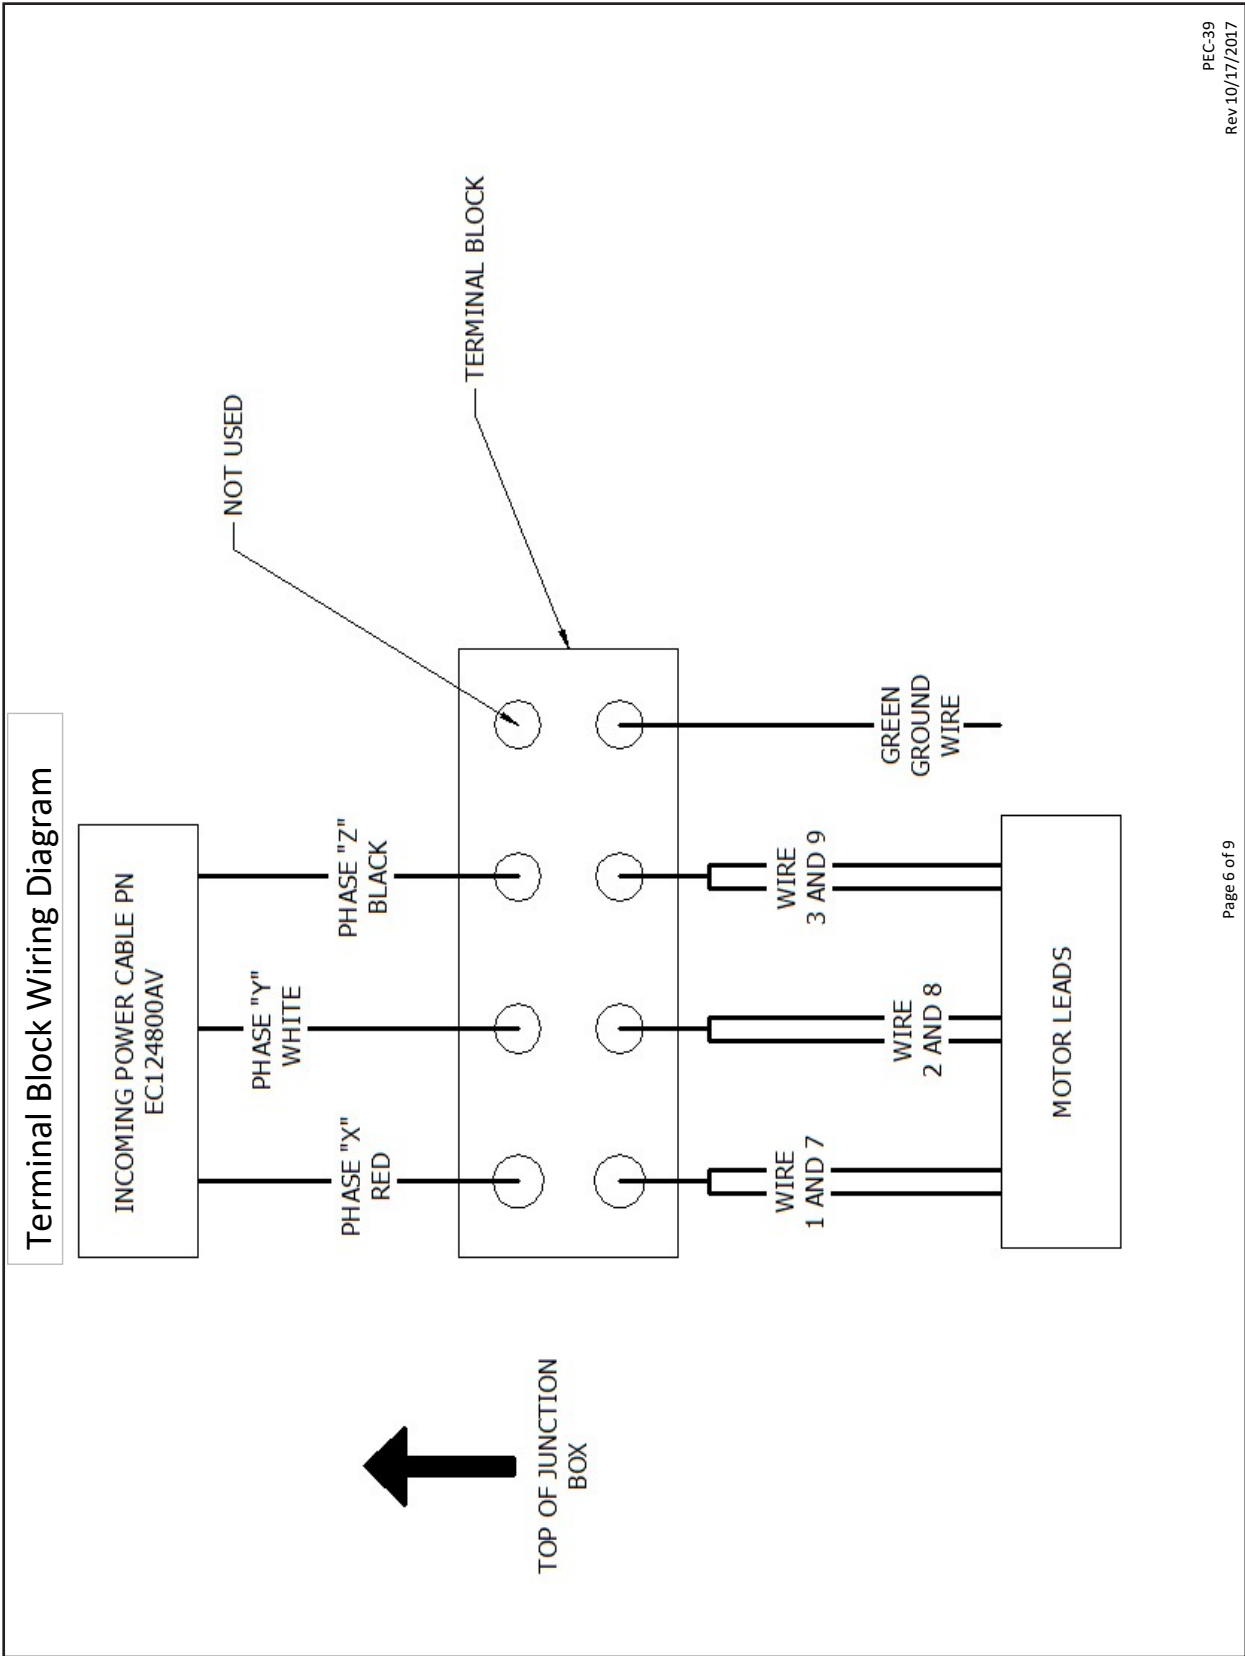 Terminal Block Wiring Diagram
INCOMING POWER CABLE PN
EC124800AV
PHASE "X"
RED
PHASE "Y"
WHITE
PHASE "Z"
BLACK
NOT USED
TERMINAL BLOCK
TOP OF JUNCTION
BOX
WIRE
1 AND 7
WIRE
2 AND 8
WIRE
3 AND 9
GREEN
GROUND
WIRE
MOTOR LEADS
Page 6 of 9
PEC-39
Rev 10/17/2017